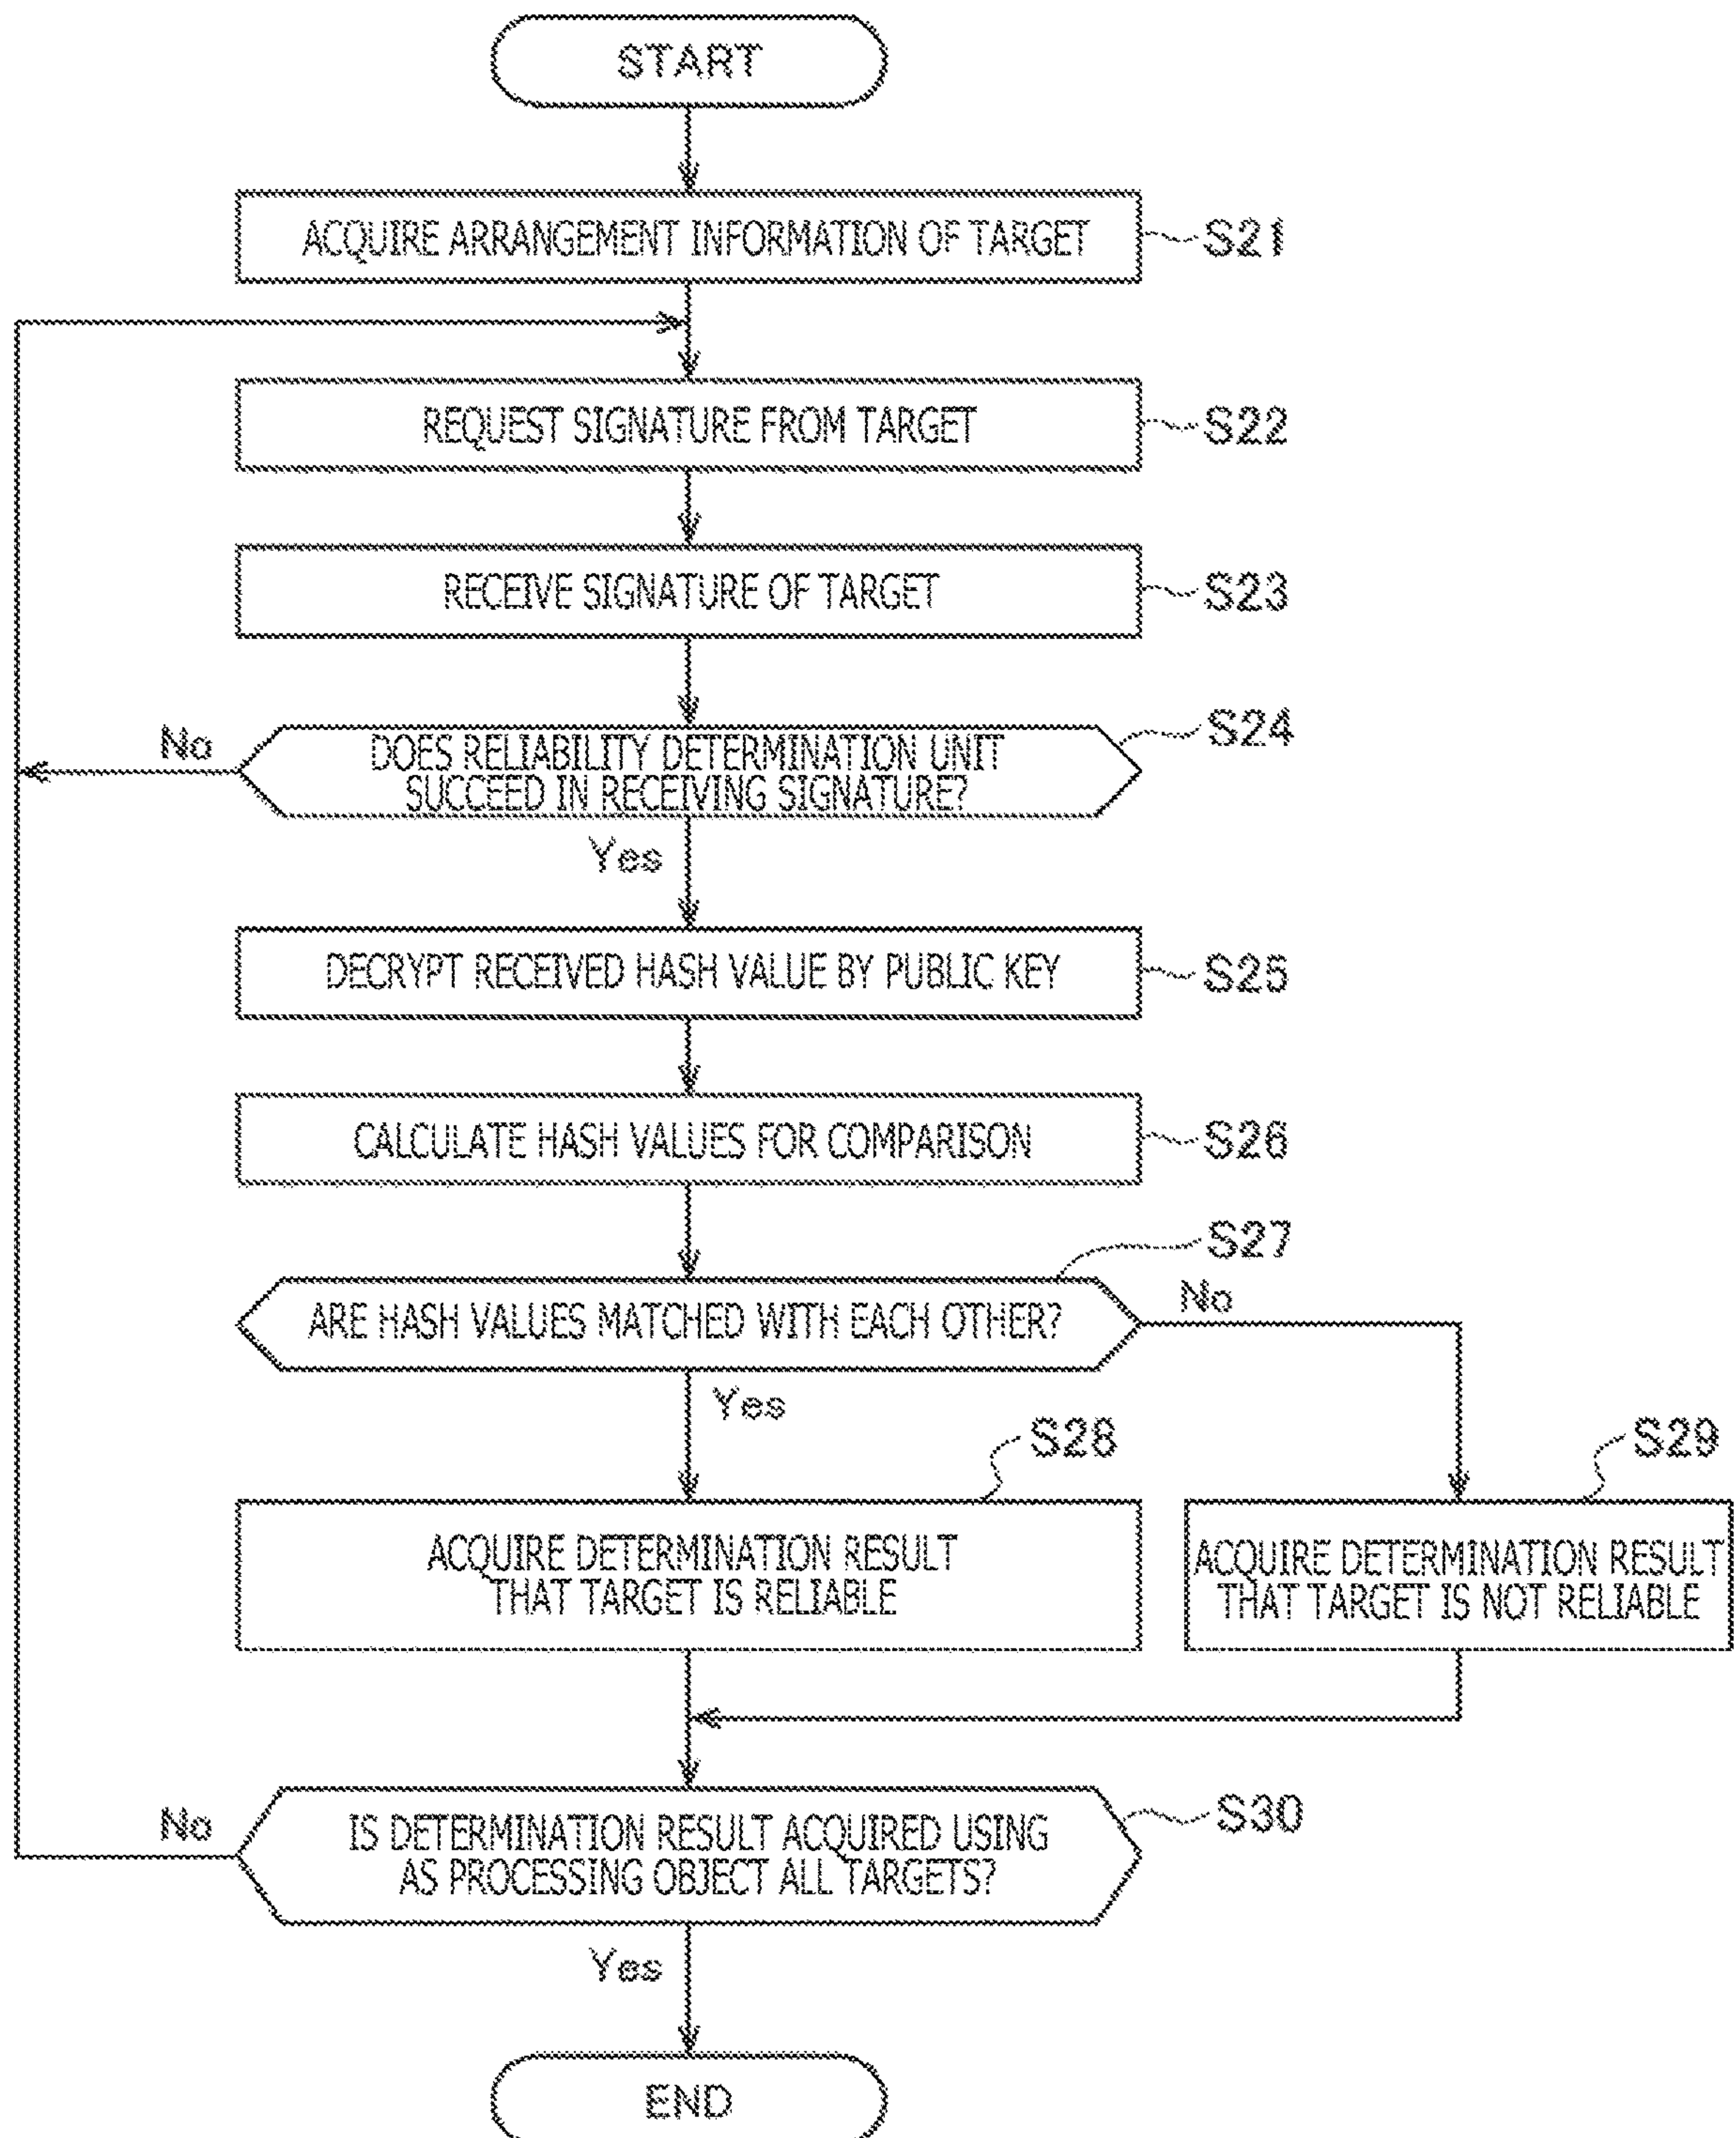 START
ACQUIRE ARRANGEMENT INFORMATION OF TARGET
S21
REQUEST SIGNATURE FROM TARGET
S22
RECEIVE SIGNATURE OF TARGET
S23
No
DOES RELIABILITY DETERMINATION UNIT
SUCCEED IN RECEIVING SIGNATURE?
S24
Yes
DECRYPT RECEIVED HASH VALUE BY PUBLIC KEY
S25
CALCULATE HASH VALUES FOR COMPARISON
S26
S27
ARE HASH VALUES MATCHED WITH EACH OTHER?
No
Yes
S28
S29
ACQUIRE DETERMINATION RESULT
THAT TARGET IS RELIABLE
ACQUIRE DETERMINATION RESULT
THAT TARGET IS NOT RELIABLE
No
IS DETERMINATION RESULT ACQUIRED USING
AS PROCESSING OBJECT ALL TARGETS?
S30
Yes
END